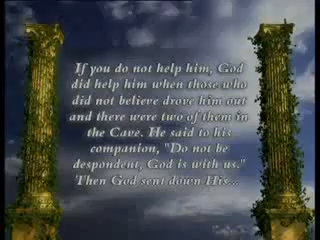 If you do not help him, God
did help him when those who
did not believe drove him out
and there were two of them in
the Cave. He said to his
companion, "Do not be
despondent, God is with us."
Then God sent down His...